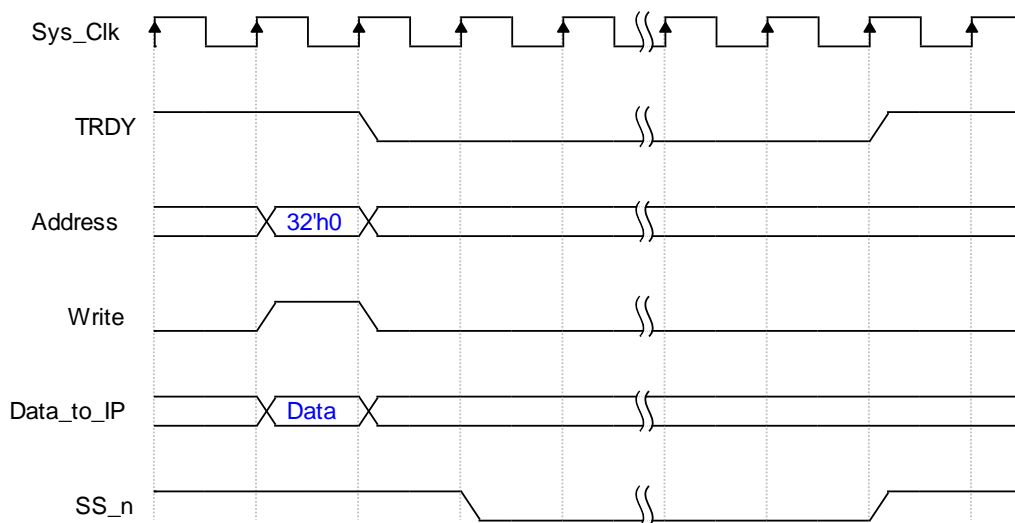 Sys_Clk
TRDY
Address 32'h0
Write
Data_to_IP Data
SS_n